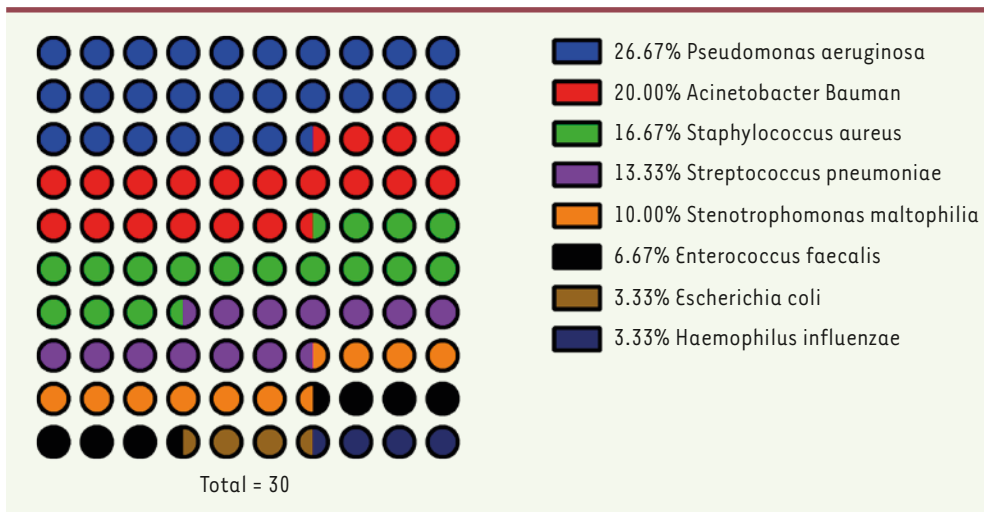 26.67% Pseudomonas aeruginosa
20.00% Acinetobacter Bauman
16.67% Staphylococcus aureus
13.33% Streptococcus pneumoniae
10.00% Stenotrophomonas maltophilia
6.67% Enterococcus faecalis
3.33% Escherichia coli
3.33% Haemophilus influenzae
Total = 30